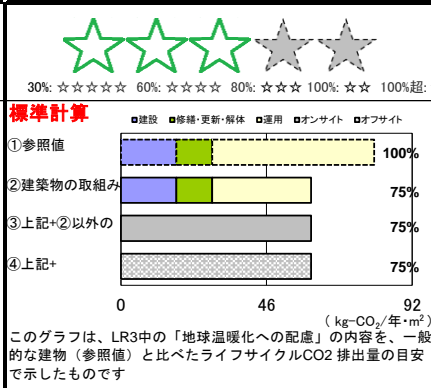 30%: ☆☆☆☆☆ 60%: ☆☆☆☆ 80%: ☆☆☆ 100%: ☆☆ 100%超:
標準計算
■建設 ■修繕・更新・解体 □運用 ■オンサイト ■オフサイト
①参照値 100%
②建築物の取組み 75%
③上記+②以外の 75%
④上記+ 75%
0 46 92
( kg-CO₂/年・m²)
このグラフは、LR3中の「地球温暖化への配慮」の内容を、一般
的な建物（参照値）と比べたライフサイクルCO2 排出量の目安
で示したものです